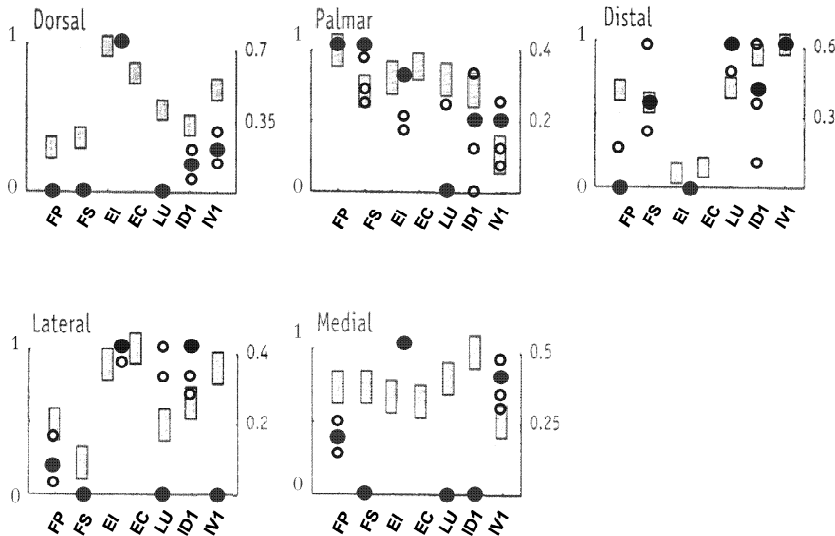 Dorsal
1
0
0.7
0.35
FP FS EI EC LU ID1 IV1
Palmar
1
0
0.4
0.2
FP FS EI EC LU ID1 IV1
Distal
1
0
0.6
0.3
FP FS EI EC LU ID1 IV1
Lateral
1
0
0.4
0.2
FP FS EI EC LU ID1 IV1
Medial
1
0
0.5
0.25
FP FS EI EC LU ID1 IV1